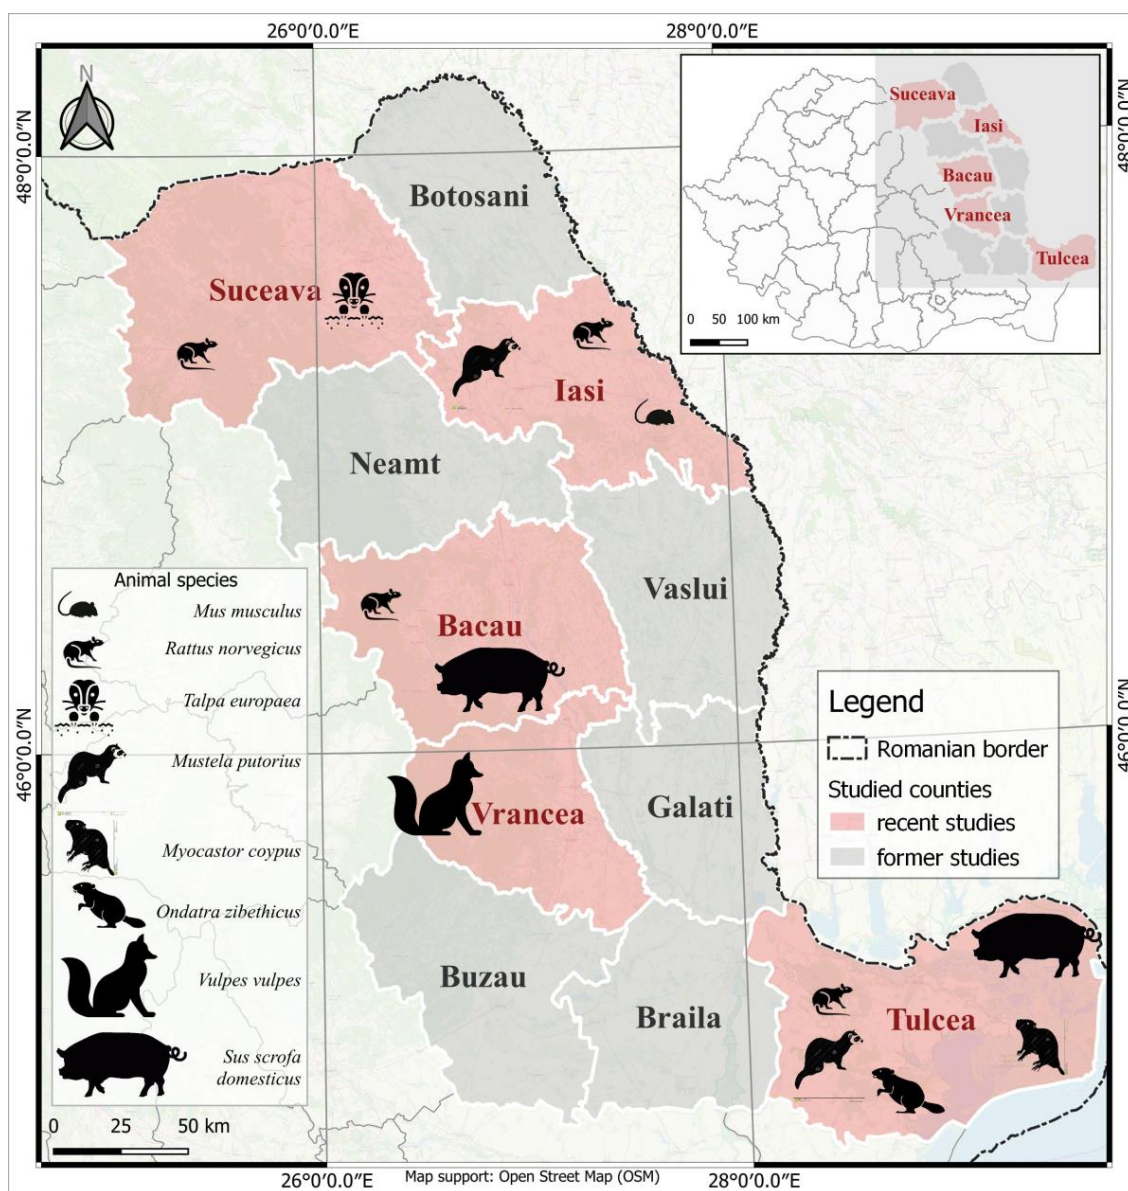 26°0′0.0″E 28°0′0.0″E
N
48°0′0.0″N
48°0′0.0″N
Suceava
Iasi
Bacau
Vrancea
Tulcea
0 50 100 km
Botosani
Suceava
Iasi
Neamt
Vaslui
Bacau
Animal species
Mus musculus
Rattus norvegicus
Talpa europaea
Mustela putorius
Myocastor coypus
Ondatra zibethicus
Vulpes vulpes
Sus scrofa
domesticus
Legend
Romanian border
Studied counties
recent studies
former studies
46°0′0.0″N
46°0′0.0″N
Vrancea
Galati
Buzau
Braila
Tulcea
0 25 50 km
26°0′0.0″E Map support: Open Street Map (OSM) 28°0′0.0″E